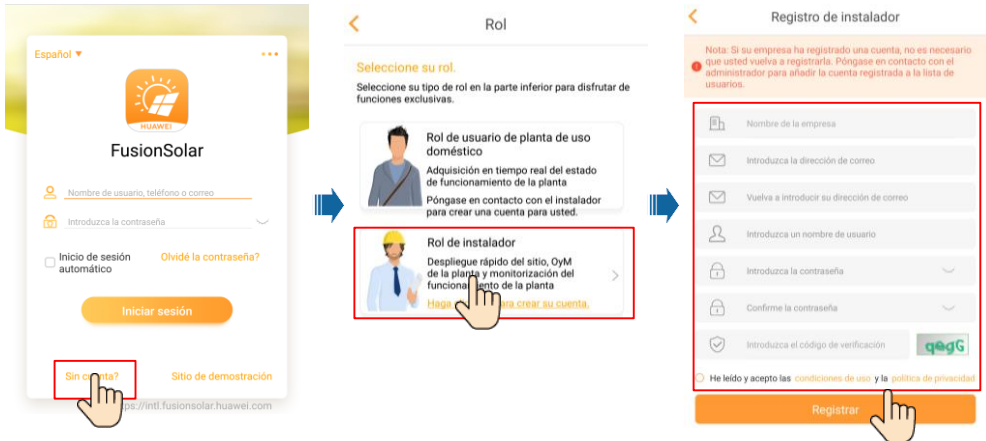 Español ▼
HUAWEI
FusionSolar
Nombre de usuario, teléfono o correo
Introduzca la contraseña
Inicio de sesión
automático
Olvidé la contraseña?
Iniciar sesión
Sin cuenta?
Sitio de demostración
ps://intl.fusionsolar.huawei.com
Rol
Seleccione su rol.
Seleccione su tipo de rol en la parte inferior para disfrutar de
funciones exclusivas.
Rol de usuario de planta de uso
doméstico
Adquisición en tiempo real del estado
de funcionamiento de la planta
Póngase en contacto con el instalador
para crear una cuenta para usted.
Rol de instalador
Despliegue rápido del sitio, OyM
de la planta y monitorización del
funcionamiento de la planta
Haga para crear su cuenta.
Registro de instalador
Nota: Si su empresa ha registrado una cuenta, no es necesario
que usted vuelva a registrarla. Póngase en contacto con el
administrador para añadir la cuenta registrada a la lista de
usuarios.
Nombre de la empresa
Introduzca la dirección de correo
Vuelva a introducir su dirección de correo
Introduzca un nombre de usuario
Introduzca la contraseña
Confirme la contraseña
Introduzca el código de verificación
qegG
He leído y acepto las condiciones de uso y la política de privacidad
Registrar